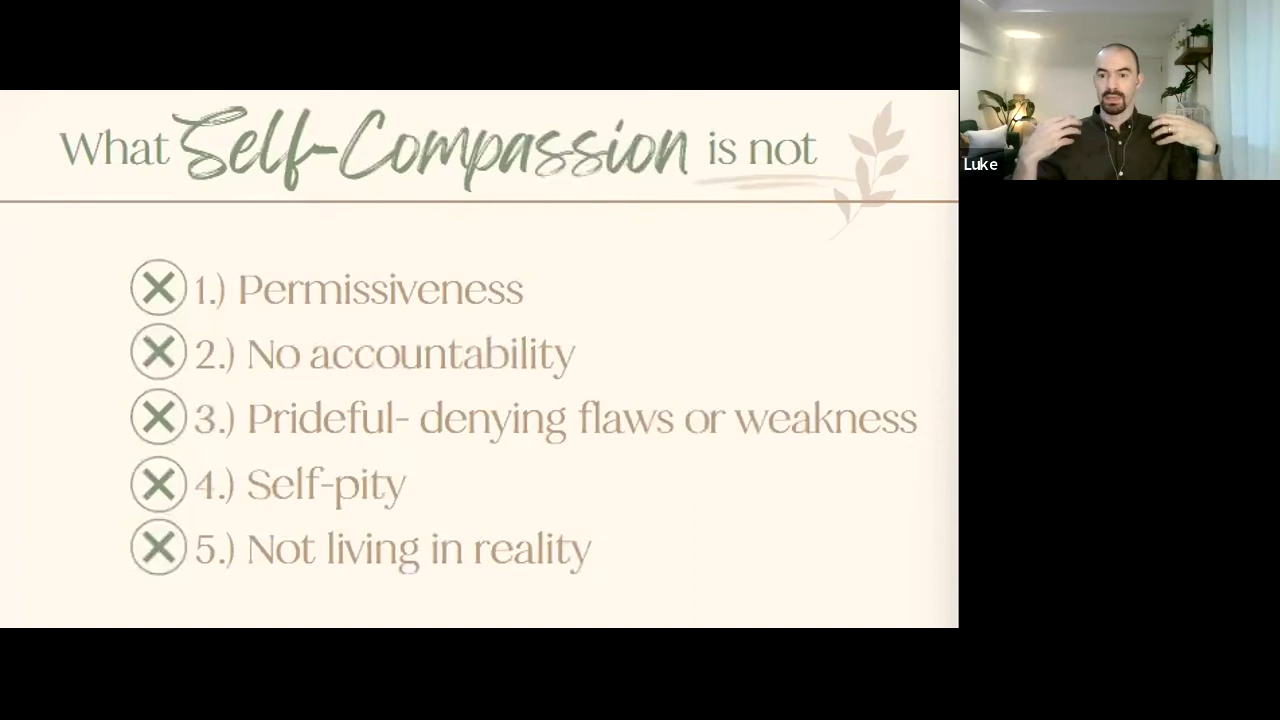 What Self-Compassion is not
1.) Permissiveness
2.) No accountability
3.) Prideful- denying flaws or weakness
4.) Self-pity
5.) Not living in reality
Luke